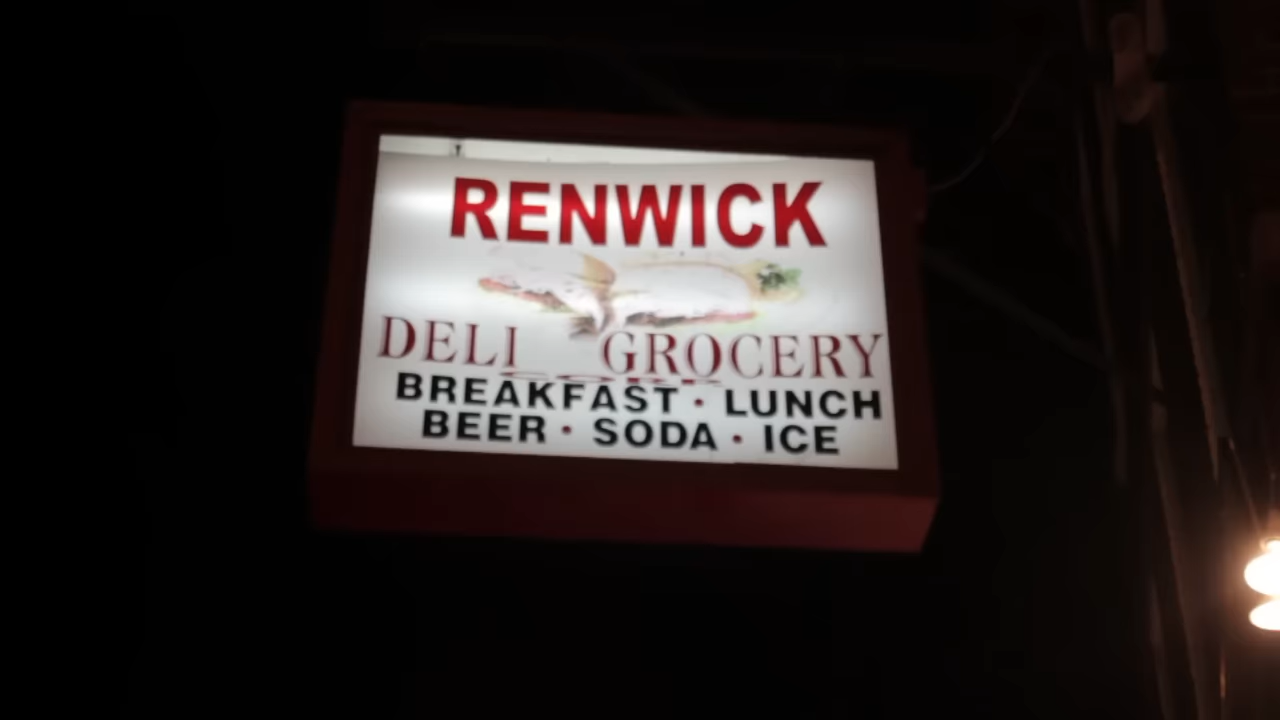 RENWICK
DELI GROCERY
BREAKFAST · LUNCH
BEER · SODA · ICE